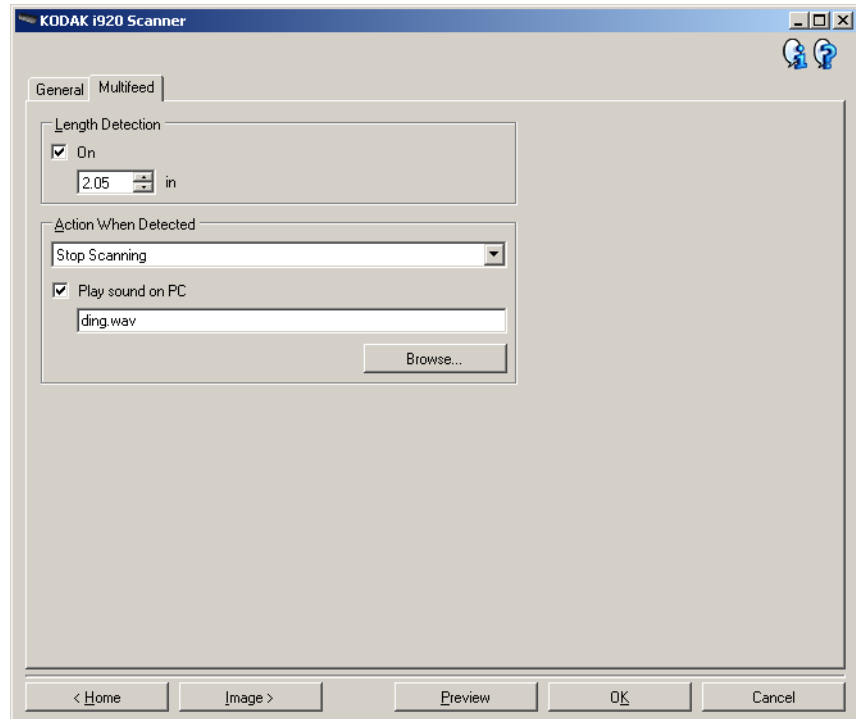 KODAK i920 Scanner
General Multifeed
Length Detection
On
2.05 in
Action When Detected
Stop Scanning
Play sound on PC
ding.wav
Browse...
< Home Image > Preview OK Cancel